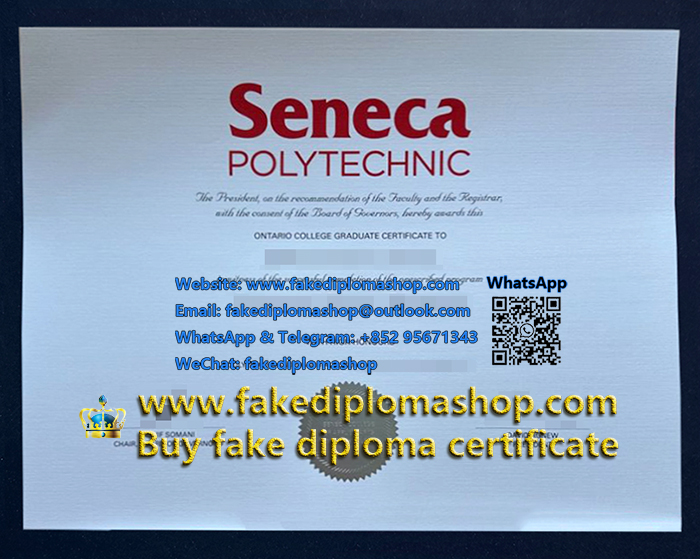 Seneca
POLYTECHNIC
The President, on the recommendation of the Faculty and the Registrar,
with the consent of the Board of Governors, hereby awards this
ONTARIO COLLEGE GRADUATE CERTIFICATE TO
Website: www.fakediplomashop.com
WhatsApp
Email: fakediplomashop@outlook.com
WhatsApp & Telegram: +852 95671343
WeChat: fakediplomashop
www.fakediplomashop.com
SOMANI
CHAIR,
Buy fake diploma certificate